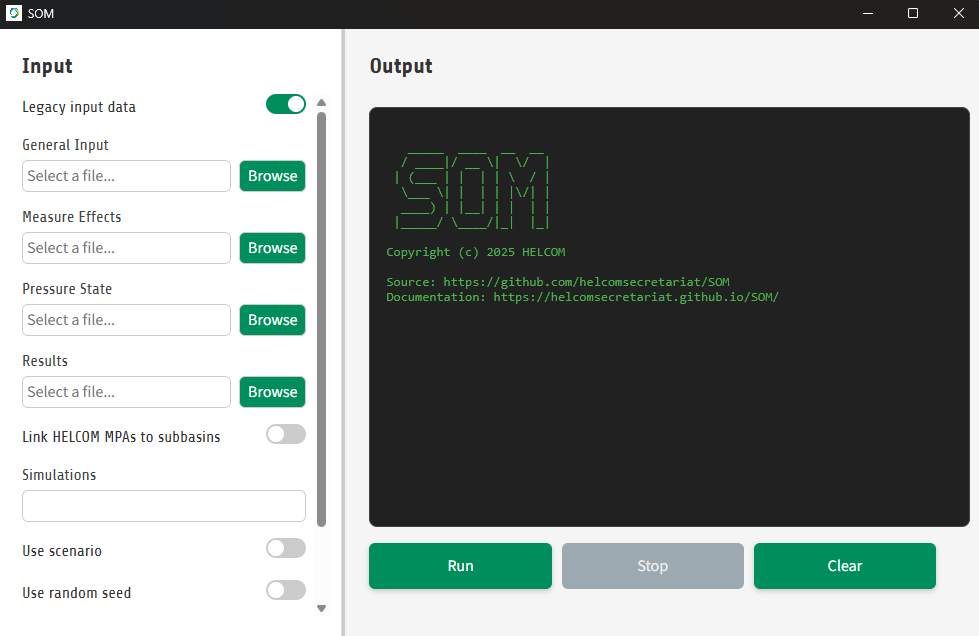 SOM
Input
Legacy input data
General Input
Select a file...
Browse
Measure Effects
Select a file...
Browse
Pressure State
Select a file...
Browse
Results
Select a file...
Browse
Link HELCOM MPAs to subbasins
Simulations
Use scenario
Use random seed
Output
SOM
Copyright (c) 2025 HELCOM
Source: https://github.com/helcomsecretariat/SOM
Documentation: https://helcomsecretariat.github.io/SOM/
Run
Stop
Clear